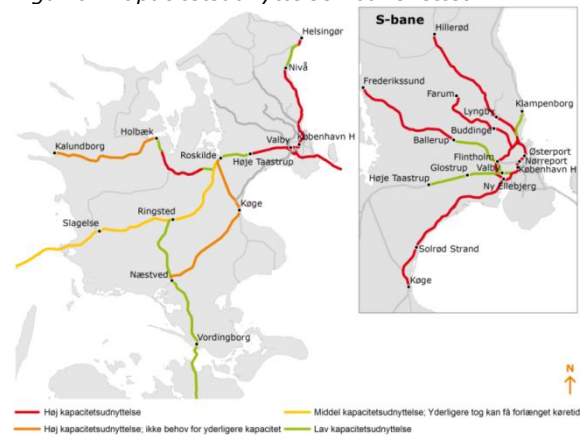 S-bane
Helsingør
Nivå
Holbæk
Kalundborg
Roskilde
Valby
København H
Høje Taastrup
Ringsted
Køge
Slagelse
Næstved
Vordingborg
Hillerød
Frederikssund
Farum
Klampenborg
Lyngby
Buddinge
Ballerup
Østerport
Flintholm
Nørreport
Glostrup
Valby
København H
Høje Taastrup
Ny Ellebjerg
Solrød Strand
Køge
N
Høj kapacitetsudnyttelse
Middel kapacitetsudnyttelse; Yderligere tog kan få forlænget køretid
Høj kapacitetsudnyttelse; ikke behov for yderligere kapacitet
Lav kapacitetsudnyttelse